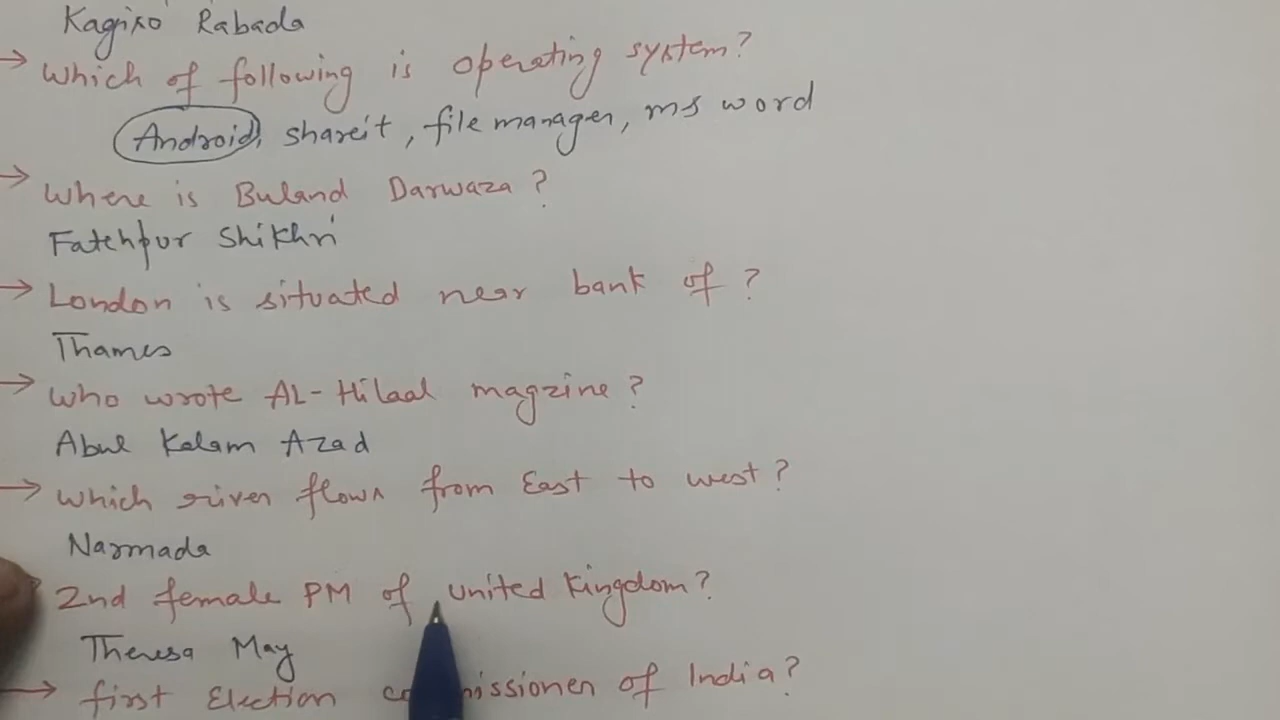 Kagiso Rabada
→ Which of following is operating system?
Android, shareit, file manager, ms word
→ Where is Buland Darwaza?
Fatehpur Shikhri
→ London is situated near bank of?
Thames
→ Who wrote AL-Hilaal magzine?
Abul Kalam Azad
→ Which river flows from East to west?
Narmada
2nd female PM of United Kingdom?
Theresa May
→ first Election commissioner of India?